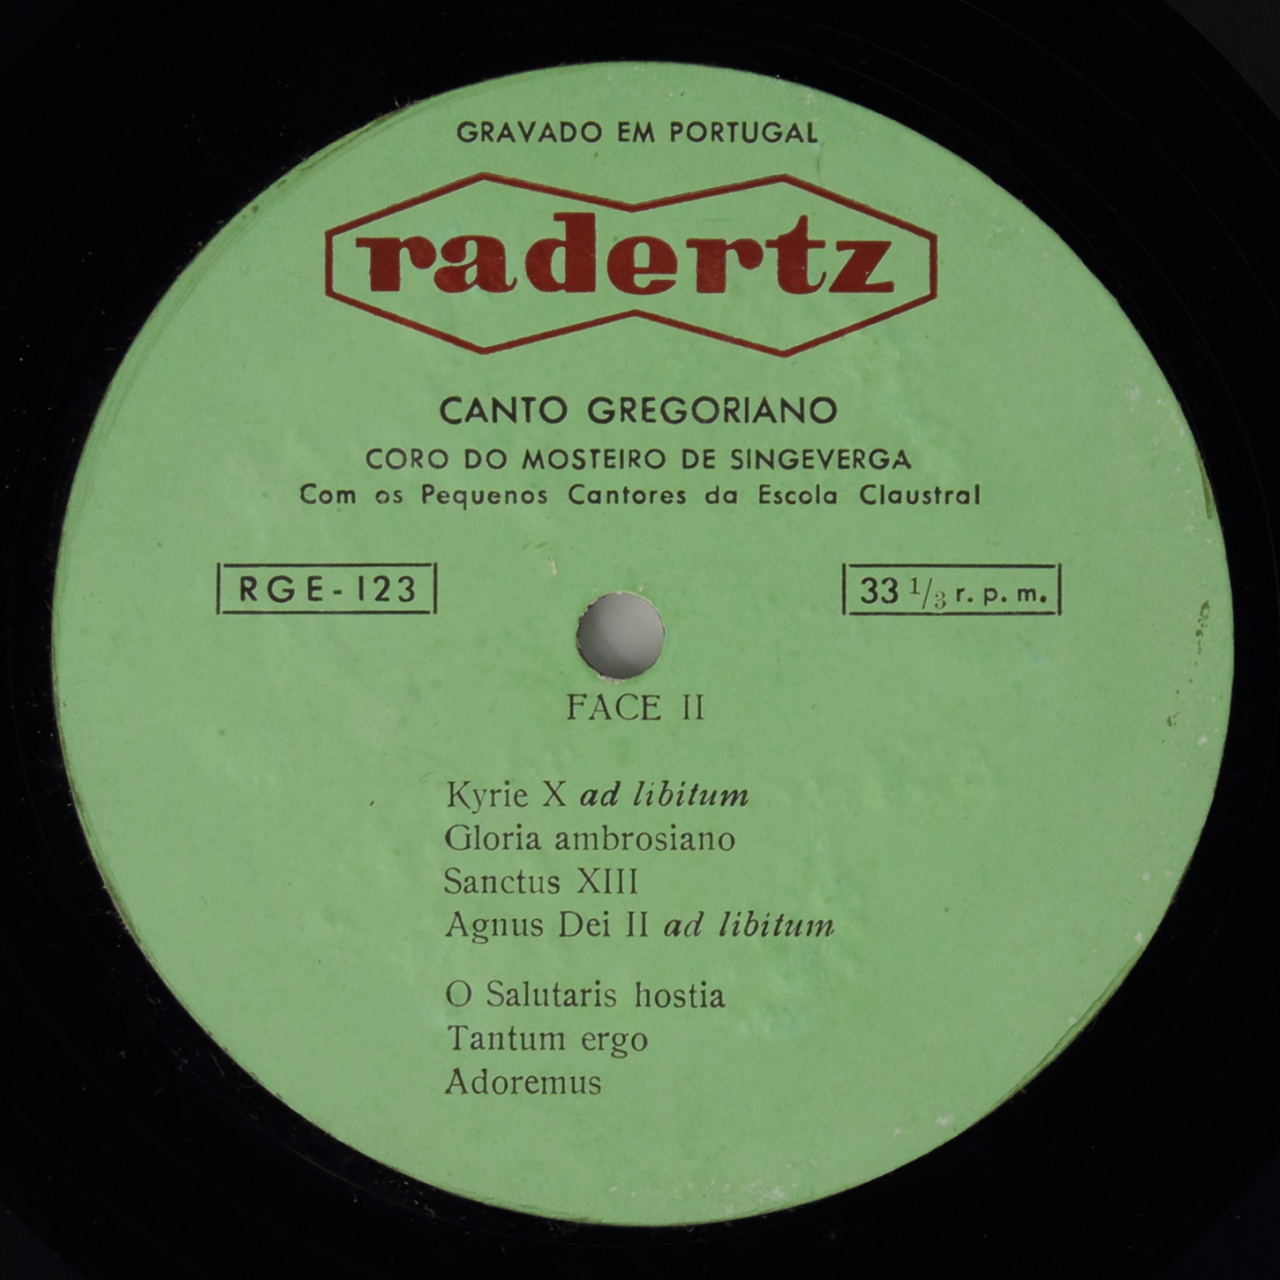 GRAVADO EM PORTUGAL
radertz
CANTO GREGORIANO
CORO DO MOSTEIRO DE SINGEVERGA
Com os Pequenos Cantores da Escola Claustral
RGE-123
33 1/3 r. p. m.
FACE II
Kyrie X ad libitum
Gloria ambrosiano
Sanctus XIII
Agnus Dei II ad libitum
O Salutaris hostia
Tantum ergo
Adoremus